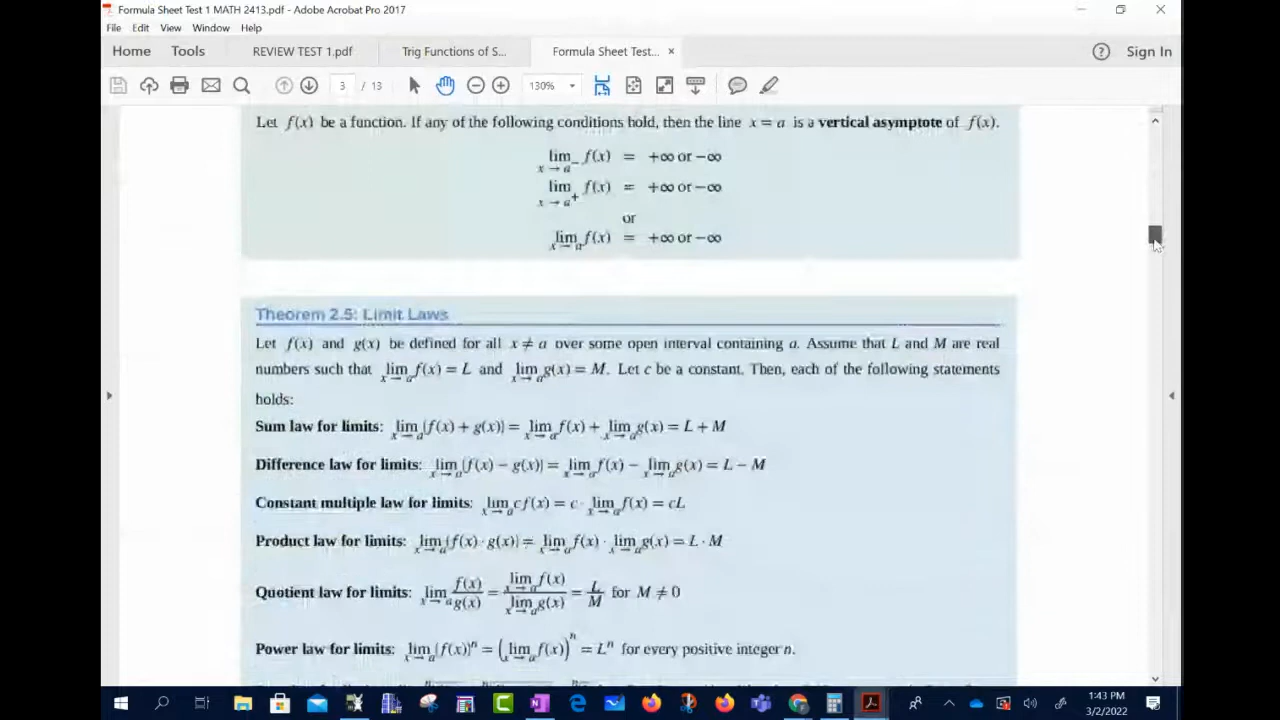 Formula Sheet Test 1 MATH 2413.pdf - Adobe Acrobat Pro 2017
File Edit View Window Help
Home Tools REVIEW TEST 1.pdf Trig Functions of S... Formula Sheet Test... ×
? Sign In
3 / 13 130%
Let f(x) be a function. If any of the following conditions hold, then the line x = a is a vertical asymptote of f(x).
lim x → a⁻ f(x) = +∞ or −∞
lim x → a⁺ f(x) = +∞ or −∞
or
lim x → a f(x) = +∞ or −∞
Theorem 2.5: Limit Laws
Let f(x) and g(x) be defined for all x ≠ a over some open interval containing a. Assume that L and M are real
numbers such that lim x → a f(x) = L and lim x → a g(x) = M. Let c be a constant. Then, each of the following statements
holds:
Sum law for limits: lim x → a (f(x) + g(x)) = lim x → a f(x) + lim x → a g(x) = L + M
Difference law for limits: lim x → a (f(x) − g(x)) = lim x → a f(x) − lim x → a g(x) = L − M
Constant multiple law for limits: lim x → a cf(x) = c · lim x → a f(x) = cL
Product law for limits: lim x → a (f(x) · g(x)) = lim x → a f(x) · lim x → a g(x) = L · M
Quotient law for limits: lim x → a f(x)/g(x) = lim x → a f(x) / lim x → a g(x) = L/M for M ≠ 0
Power law for limits: lim x → a (f(x))ⁿ = (lim x → a f(x))ⁿ = Lⁿ for every positive integer n.
1:43 PM
3/2/2022